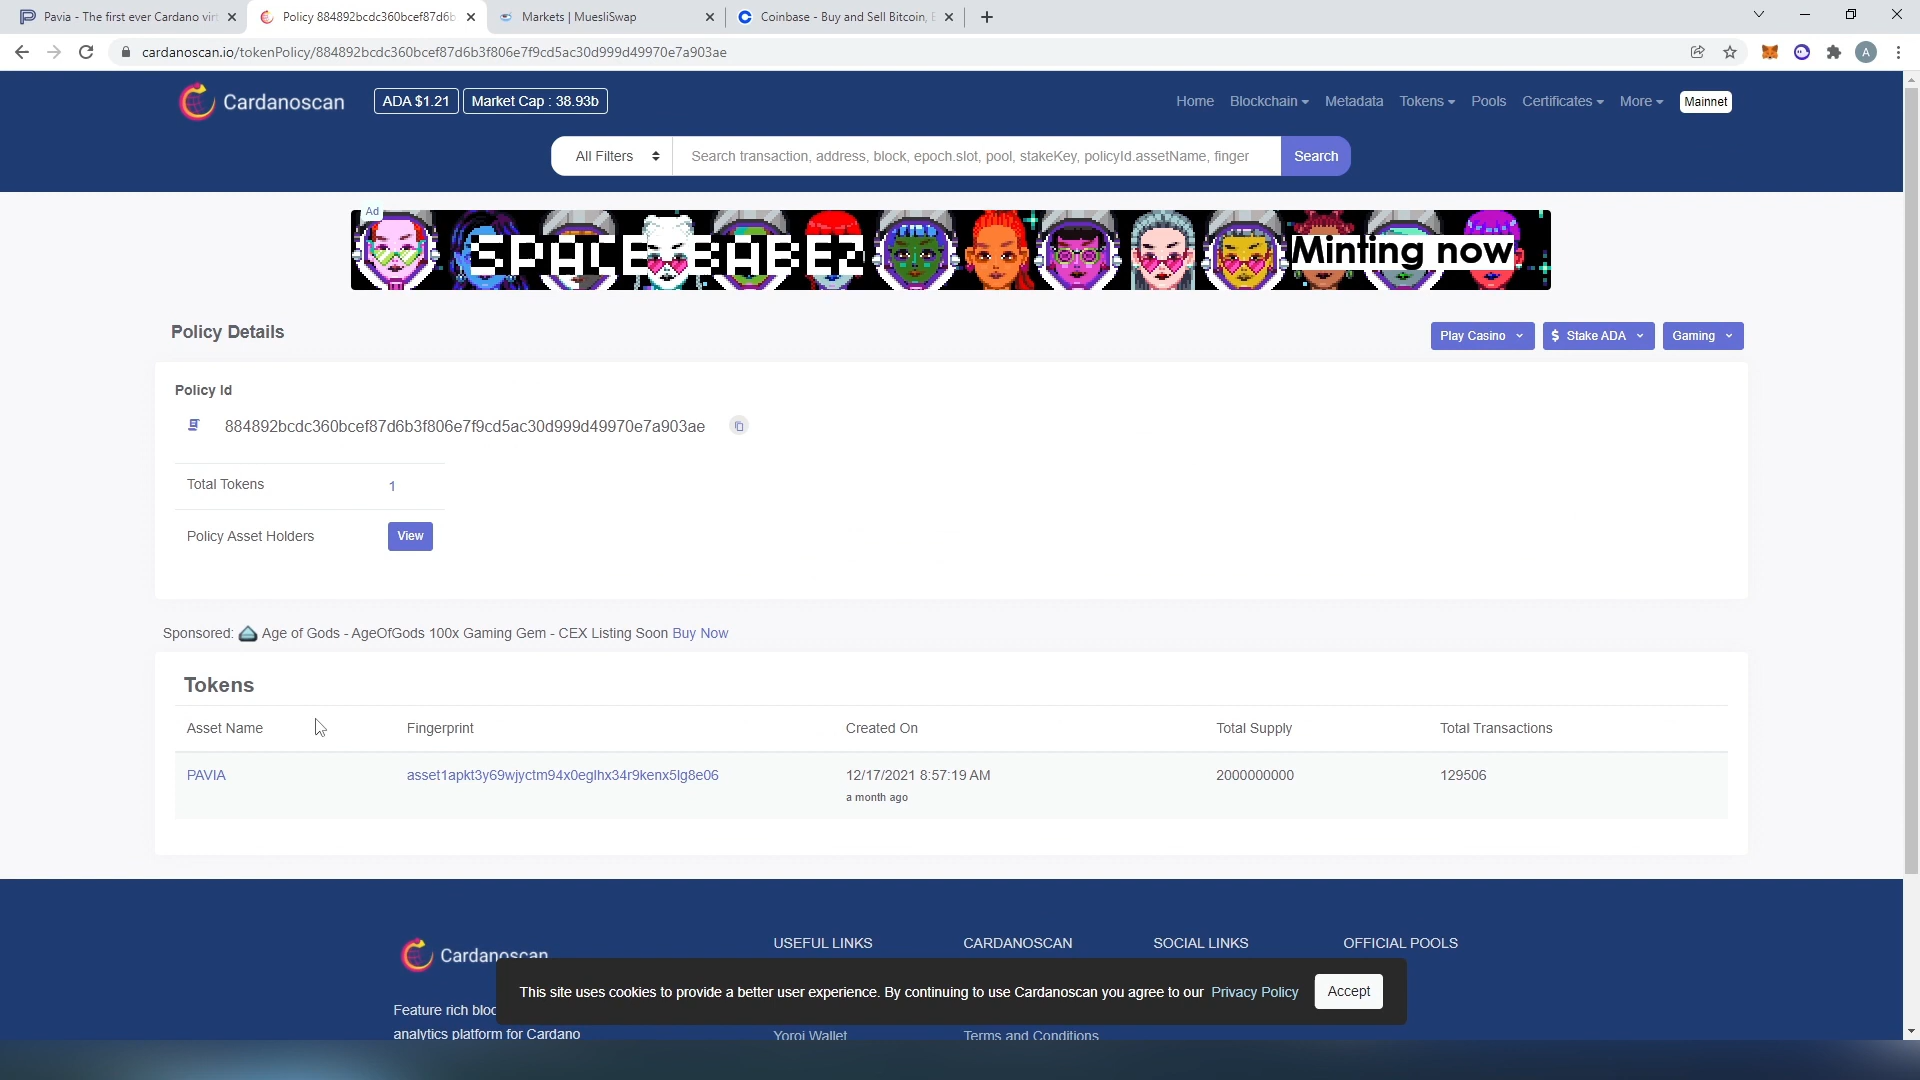 Pavia - The first ever Cardano virt
Policy 884892bcdc360bcef87d6b
Markets | MuesliSwap
Coinbase - Buy and Sell Bitcoin, E
cardanoscan.io/tokenPolicy/884892bcdc360bcef87d6b3f806e7f9cd5ac30d999d49970e7a903ae
A
Cardanoscan
ADA $1.21
Market Cap : 38.93b
Home
Blockchain
Metadata
Tokens
Pools
Certificates
More
Mainnet
All Filters
Search transaction, address, block, epoch.slot, pool, stakeKey, policyId.assetName, finger
Search
Ad
SPACE BABEZ
Minting now
Policy Details
Play Casino
$ Stake ADA
Gaming
Policy Id
884892bcdc360bcef87d6b3f806e7f9cd5ac30d999d49970e7a903ae
Total Tokens
1
Policy Asset Holders
View
Sponsored: Age of Gods - AgeOfGods 100x Gaming Gem - CEX Listing Soon Buy Now
Tokens
Asset Name
Fingerprint
Created On
Total Supply
Total Transactions
PAVIA
asset1apkt3y69wjyctm94x0eglhx34r9kenx5lg8e06
12/17/2021 8:57:19 AM
2000000000
129506
a month ago
Cardanoscan
USEFUL LINKS
CARDANOSCAN
SOCIAL LINKS
OFFICIAL POOLS
This site uses cookies to provide a better user experience. By continuing to use Cardanoscan you agree to our Privacy Policy
Accept
Feature rich bloc
analytics platform for Cardano
Yoroi Wallet
Terms and Conditions